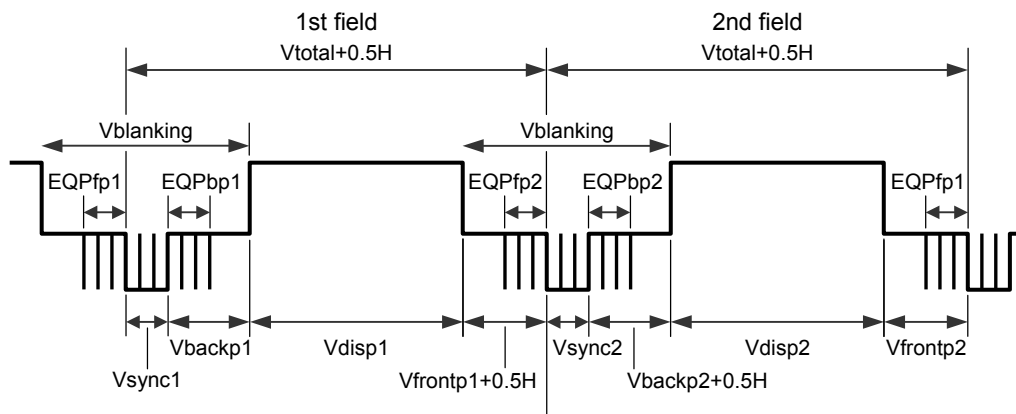 1st field
2nd field
Vtotal+0.5H
Vtotal+0.5H
Vblanking
Vblanking
EQPfp1
EQPbp1
EQPfp2
EQPbp2
EQPfp1
Vbackp1
Vdisp1
Vsync2
Vdisp2
Vfrontp2
Vsync1
Vfrontp1+0.5H
Vbackp2+0.5H